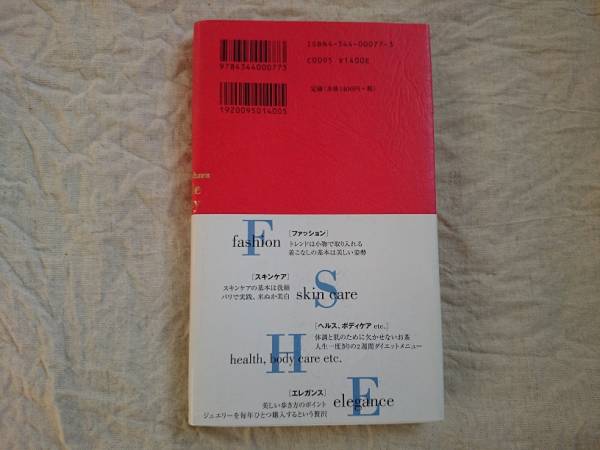 9784344000773
ISBN4-344-00077-3
C0095 ¥1400E
1920095014005
定価(本体1400円+税)
e
y
F
fashion
[ファッション]
トレンドは小物で取り入れる
着こなしの基本は美しい姿勢
S
skin care
[スキンケア]
スキンケアの基本は洗顔
パリで実践、米ぬか美白
H
health, body care etc.
[ヘルス、ボディケア etc.]
体調と肌のために欠かせないお茶
人生一度きりの2週間ダイエットメニュー
E
elegance
[エレガンス]
美しい歩き方のポイント
ジュエリーを毎年ひとつ購入するという贅沢